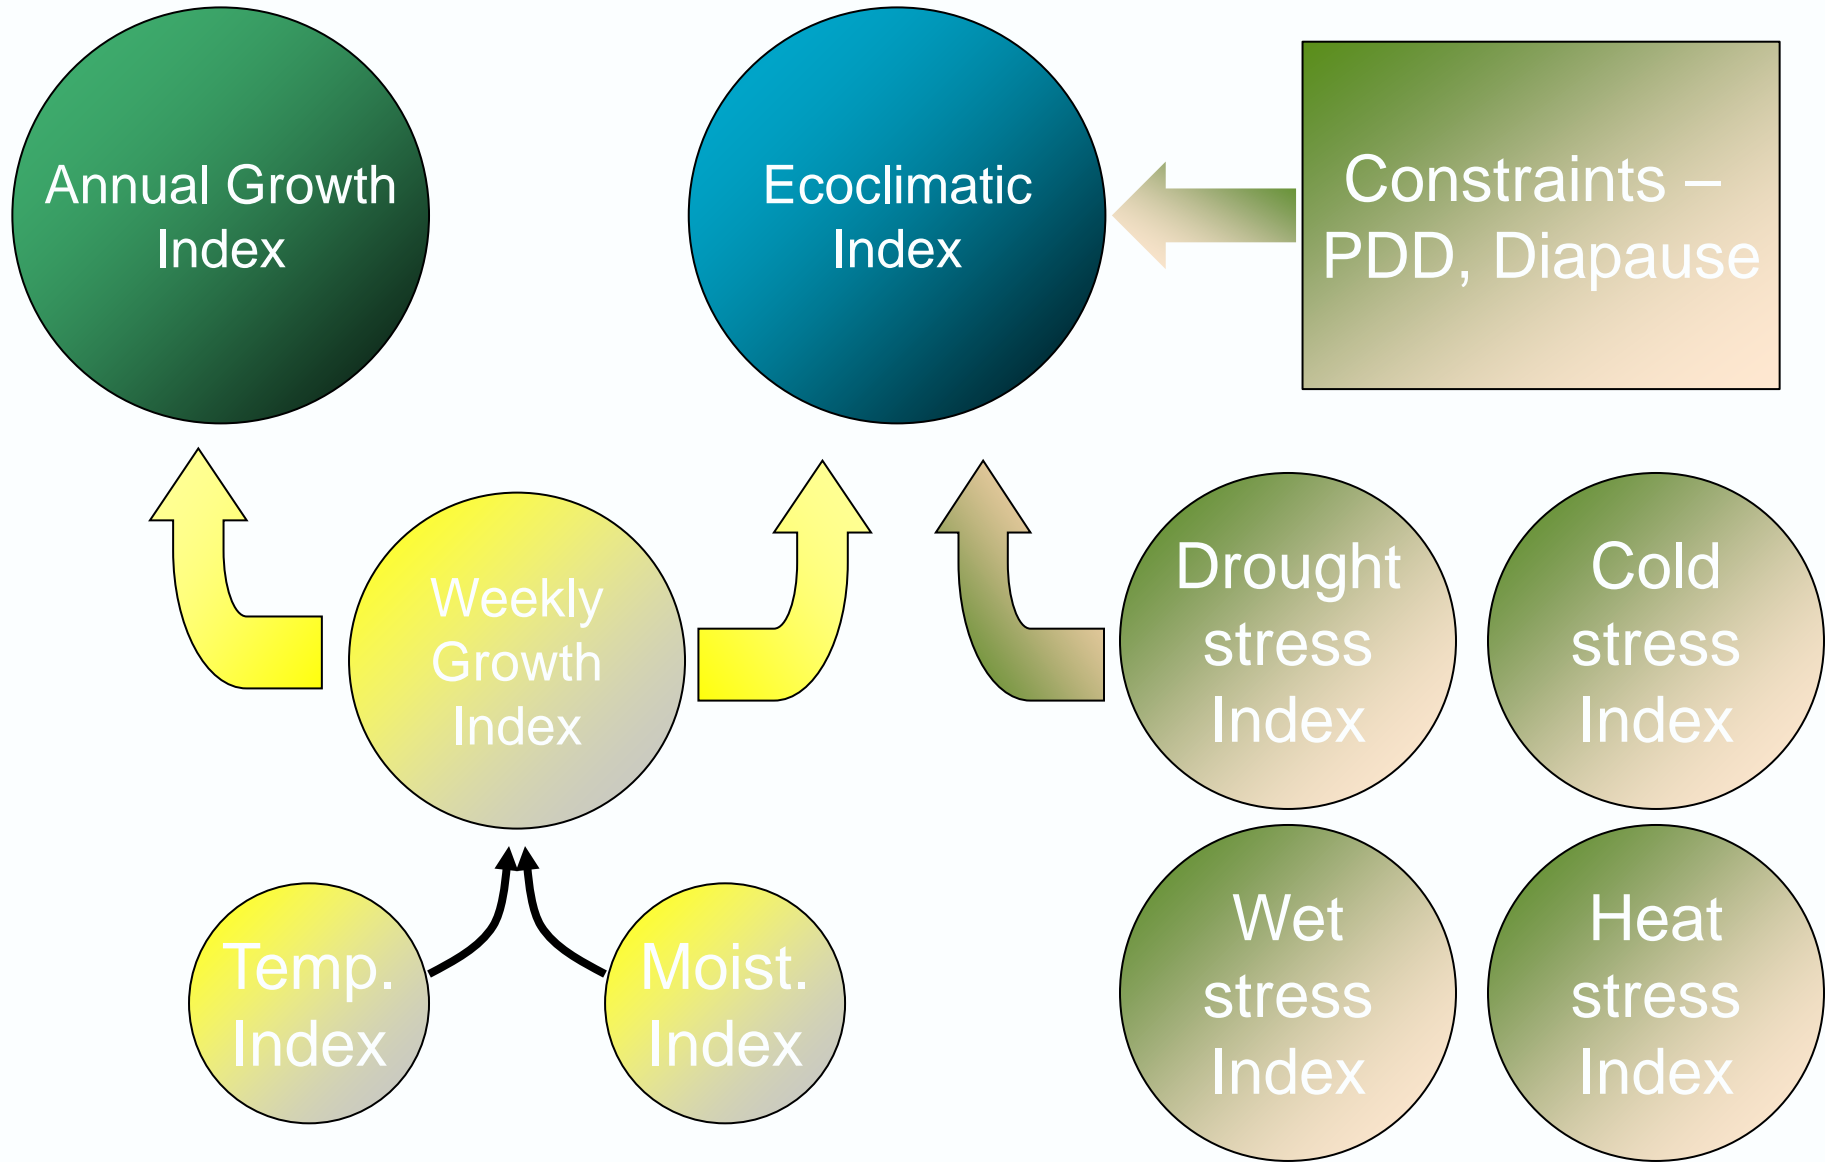 Annual Growth
Index
Ecoclimatic
Index
Constraints –
PDD, Diapause
Weekly
Growth
Index
Drought
stress
Index
Cold
stress
Index
Temp.
Index
Moist.
Index
Wet
stress
Index
Heat
stress
Index